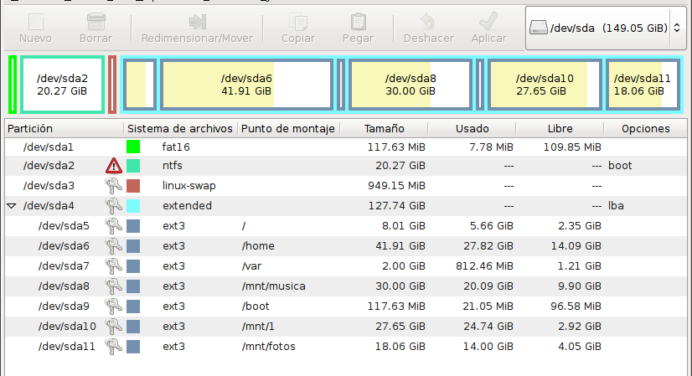 Nuevo Borrar Redimensionar/Mover Copiar Pegar Deshacer Aplicar /dev/sda (149.05 GiB)
/dev/sda2 /dev/sda6 /dev/sda8 /dev/sda10 /dev/sda11
20.27 GiB 41.91 GiB 30.00 GiB 27.65 GiB 18.06 GiB
Partición Sistema de archivos Punto de montaje Tamaño Usado Libre Opciones
/dev/sda1 fat16 117.63 MiB 7.78 MiB 109.85 MiB
/dev/sda2 ntfs 20.27 GiB --- --- boot
/dev/sda3 linux-swap 949.15 MiB --- ---
/dev/sda4 extended 127.74 GiB --- --- lba
/dev/sda5 ext3 / 8.01 GiB 5.66 GiB 2.35 GiB
/dev/sda6 ext3 /home 41.91 GiB 27.82 GiB 14.09 GiB
/dev/sda7 ext3 /var 2.00 GiB 812.46 MiB 1.21 GiB
/dev/sda8 ext3 /mnt/musica 30.00 GiB 20.09 GiB 9.90 GiB
/dev/sda9 ext3 /boot 117.63 MiB 21.05 MiB 96.58 MiB
/dev/sda10 ext3 /mnt/1 27.65 GiB 24.74 GiB 2.92 GiB
/dev/sda11 ext3 /mnt/fotos 18.06 GiB 14.00 GiB 4.05 GiB